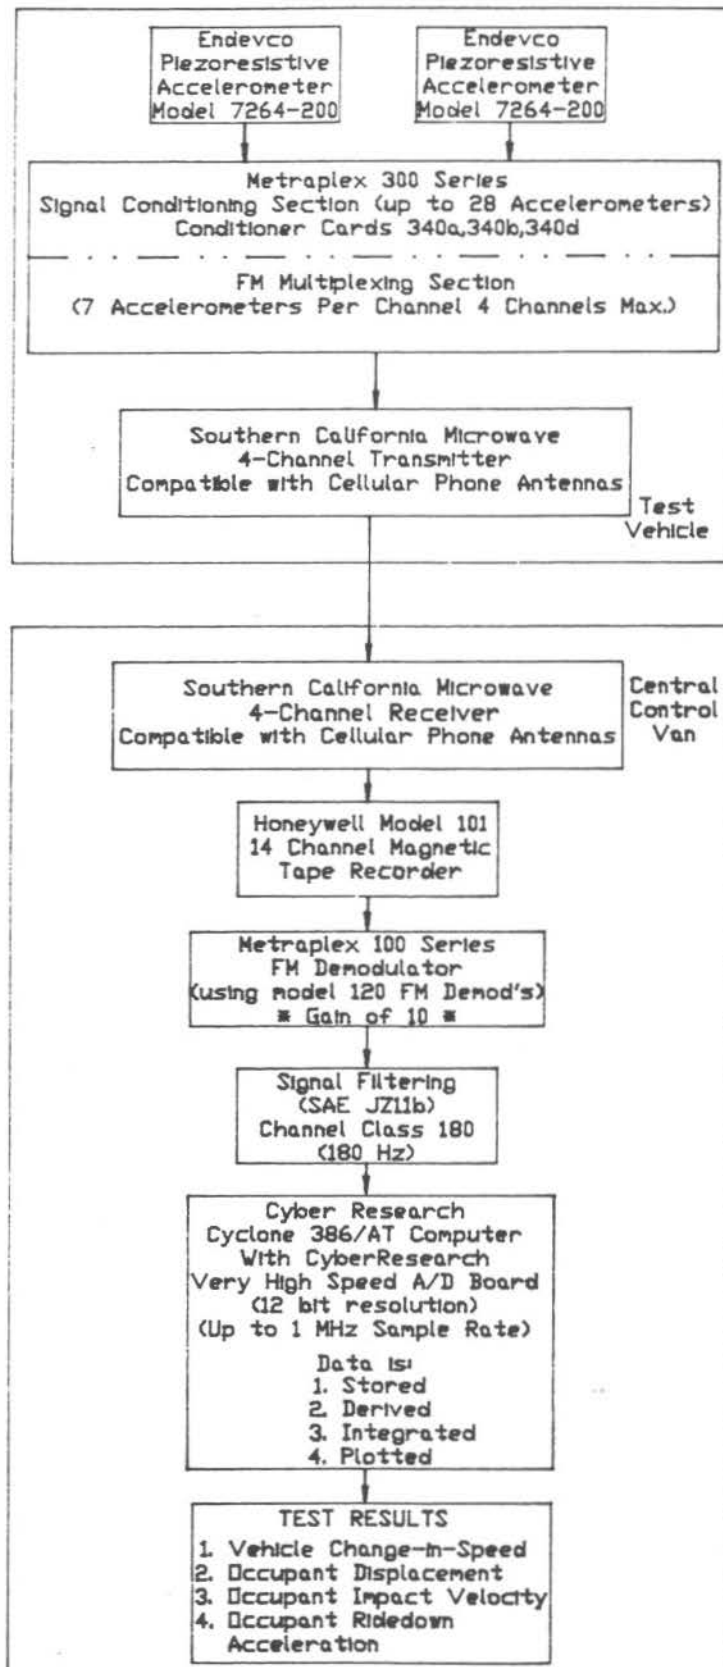 Endevco
Piezoresistive
Accelerometer
Model 7264-200
Endevco
Piezoresistive
Accelerometer
Model 7264-200
Metraplex 300 Series
Signal Conditioning Section (up to 28 Accelerometers)
Conditioner Cards 340a,340b,340d
FM Multiplexing Section
(7 Accelerometers Per Channel 4 Channels Max.)
Southern California Microwave
4-Channel Transmitter
Compatible with Cellular Phone Antennas
Test
Vehicle
Southern California Microwave
4-Channel Receiver
Compatible with Cellular Phone Antennas
Central
Control
Van
Honeywell Model 101
14 Channel Magnetic
Tape Recorder
Metraplex 100 Series
FM Demodulator
(using model 120 FM Demod's)
* Gain of 10 *
Signal Filtering
(SAE JZ11b)
Channel Class 180
(180 Hz)
Cyber Research
Cyclone 386/AT Computer
With CyberResearch
Very High Speed A/D Board
(12 bit resolution)
(Up to 1 MHz Sample Rate)
Data is:
1. Stored
2. Derived
3. Integrated
4. Plotted
TEST RESULTS
1. Vehicle Change-in-Speed
2. Occupant Displacement
3. Occupant Impact Velocity
4. Occupant Ridedown
Acceleration